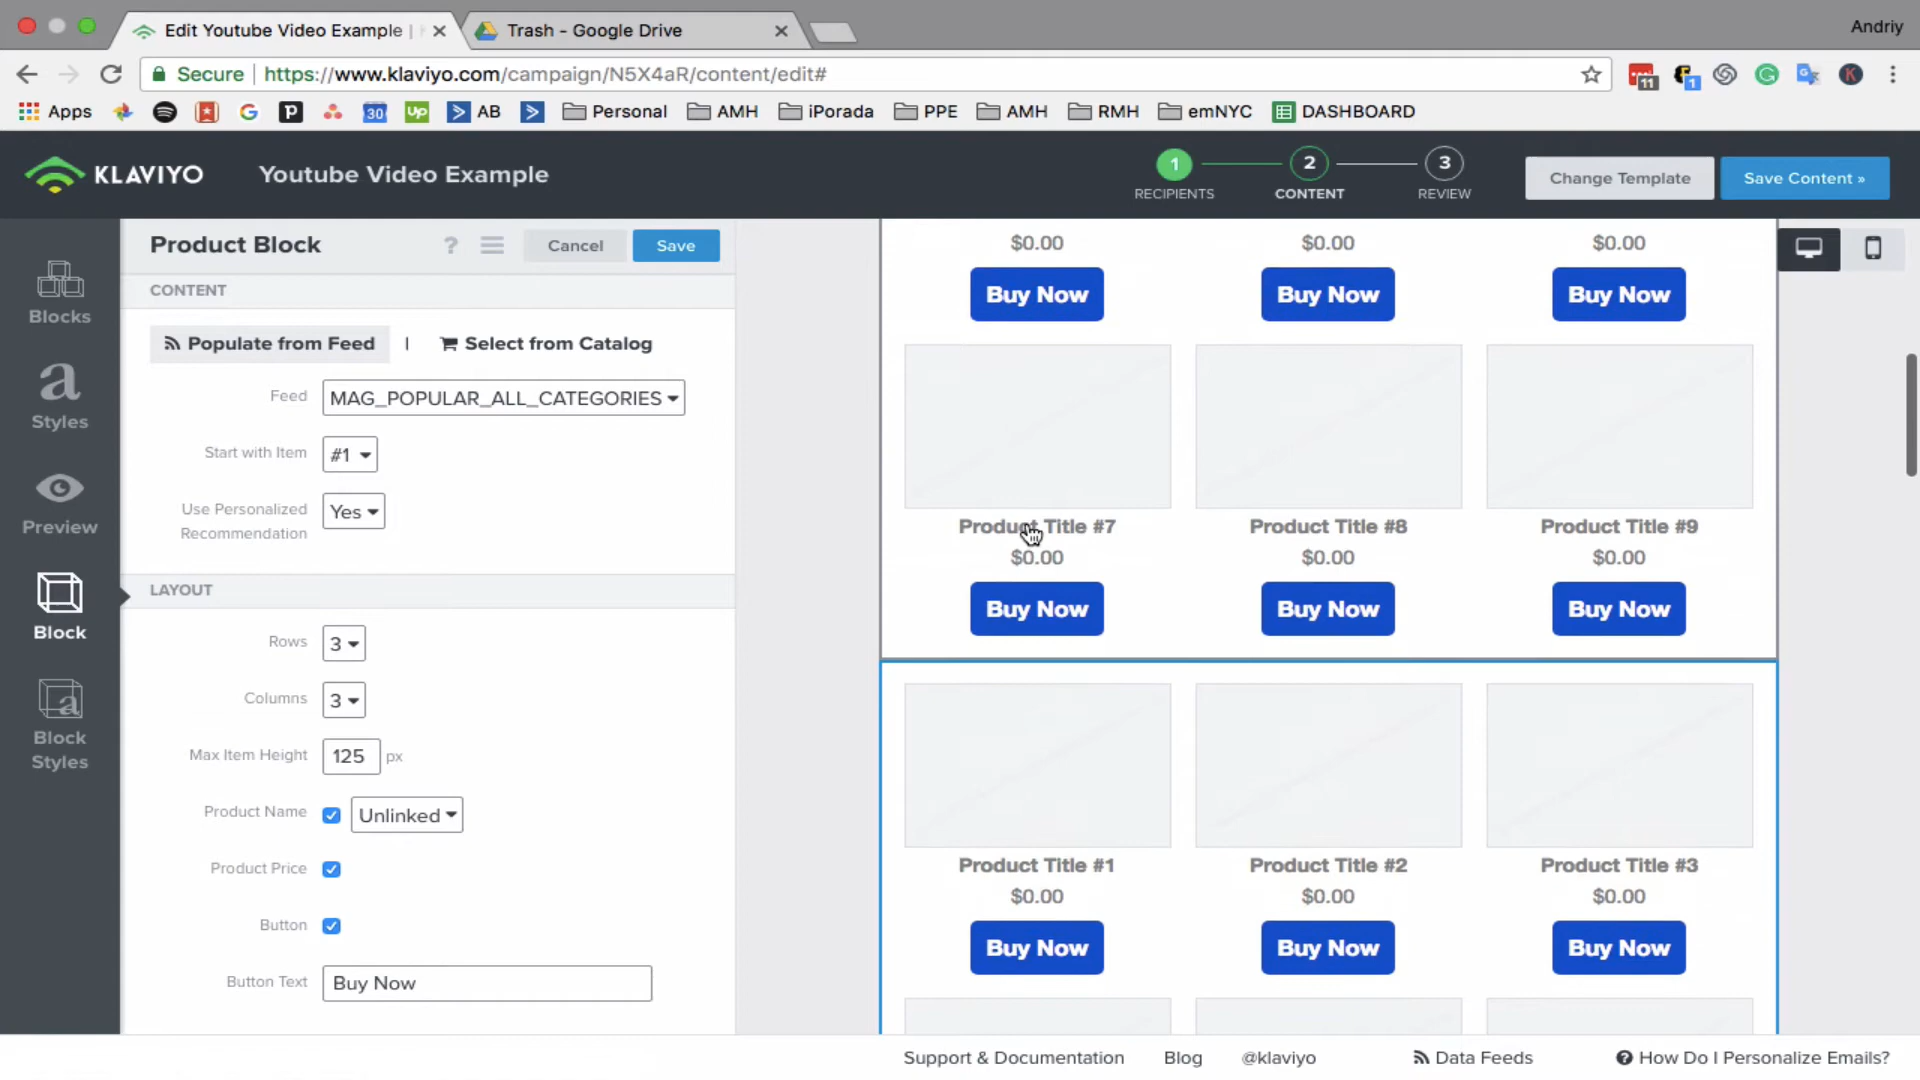 Edit Youtube Video Example |
Trash - Google Drive
Andriy
Secure
https://www.klaviyo.com/campaign/N5X4aR/content/edit#
11
1
K
Apps
30
Up
AB
Personal
AMH
iPorada
PPE
AMH
RMH
emNYC
DASHBOARD
KLAVIYO
Youtube Video Example
1
RECIPIENTS
2
CONTENT
3
REVIEW
Change Template
Save Content »
Blocks
Styles
Preview
Block
Block
Styles
Product Block
?
Cancel
Save
CONTENT
Populate from Feed
|
Select from Catalog
Feed
MAG_POPULAR_ALL_CATEGORIES
Start with Item
#1
Use Personalized
Recommendation
Yes
LAYOUT
Rows
3
Columns
3
Max Item Height
125
px
Product Name
Unlinked
Product Price
Button
Button Text
Buy Now
$0.00
$0.00
$0.00
Buy Now
Buy Now
Buy Now
Product Title #7
Product Title #8
Product Title #9
$0.00
$0.00
$0.00
Buy Now
Buy Now
Buy Now
Product Title #1
Product Title #2
Product Title #3
$0.00
$0.00
$0.00
Buy Now
Buy Now
Buy Now
Support & Documentation
Blog
@klaviyo
Data Feeds
How Do I Personalize Emails?